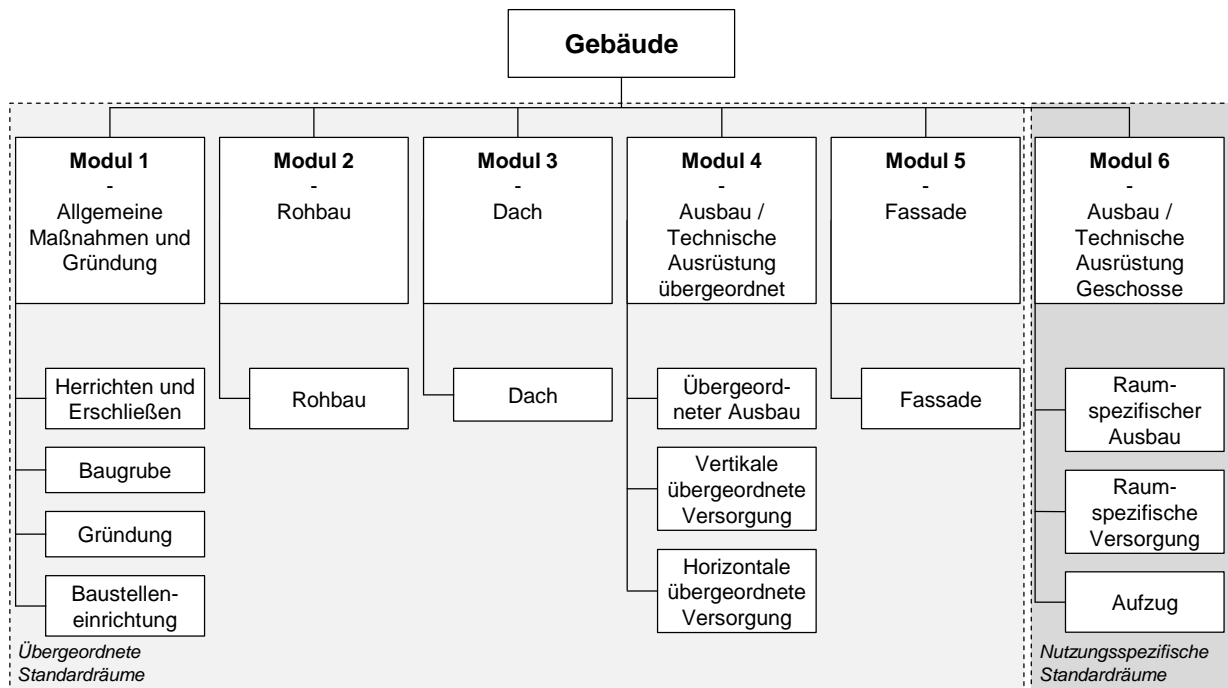 Gebäude
Modul 1
-
Allgemeine
Maßnahmen und
Gründung
Modul 2
-
Rohbau
Modul 3
-
Dach
Modul 4
-
Ausbau /
Technische
Ausrüstung
übergeordnet
Modul 5
-
Fassade
Modul 6
-
Ausbau /
Technische
Ausrüstung
Geschosse
Herrichten und
Erschließen
Baugrube
Gründung
Baustellen-
einrichtung
Rohbau
Dach
Übergeord-
neter Ausbau
Vertikale
übergeordnete
Versorgung
Horizontale
übergeordnete
Versorgung
Fassade
Raum-
spezifischer
Ausbau
Raum-
spezifische
Versorgung
Aufzug
Übergeordnete
Standardräume
Nutzungsspezifische
Standardräume